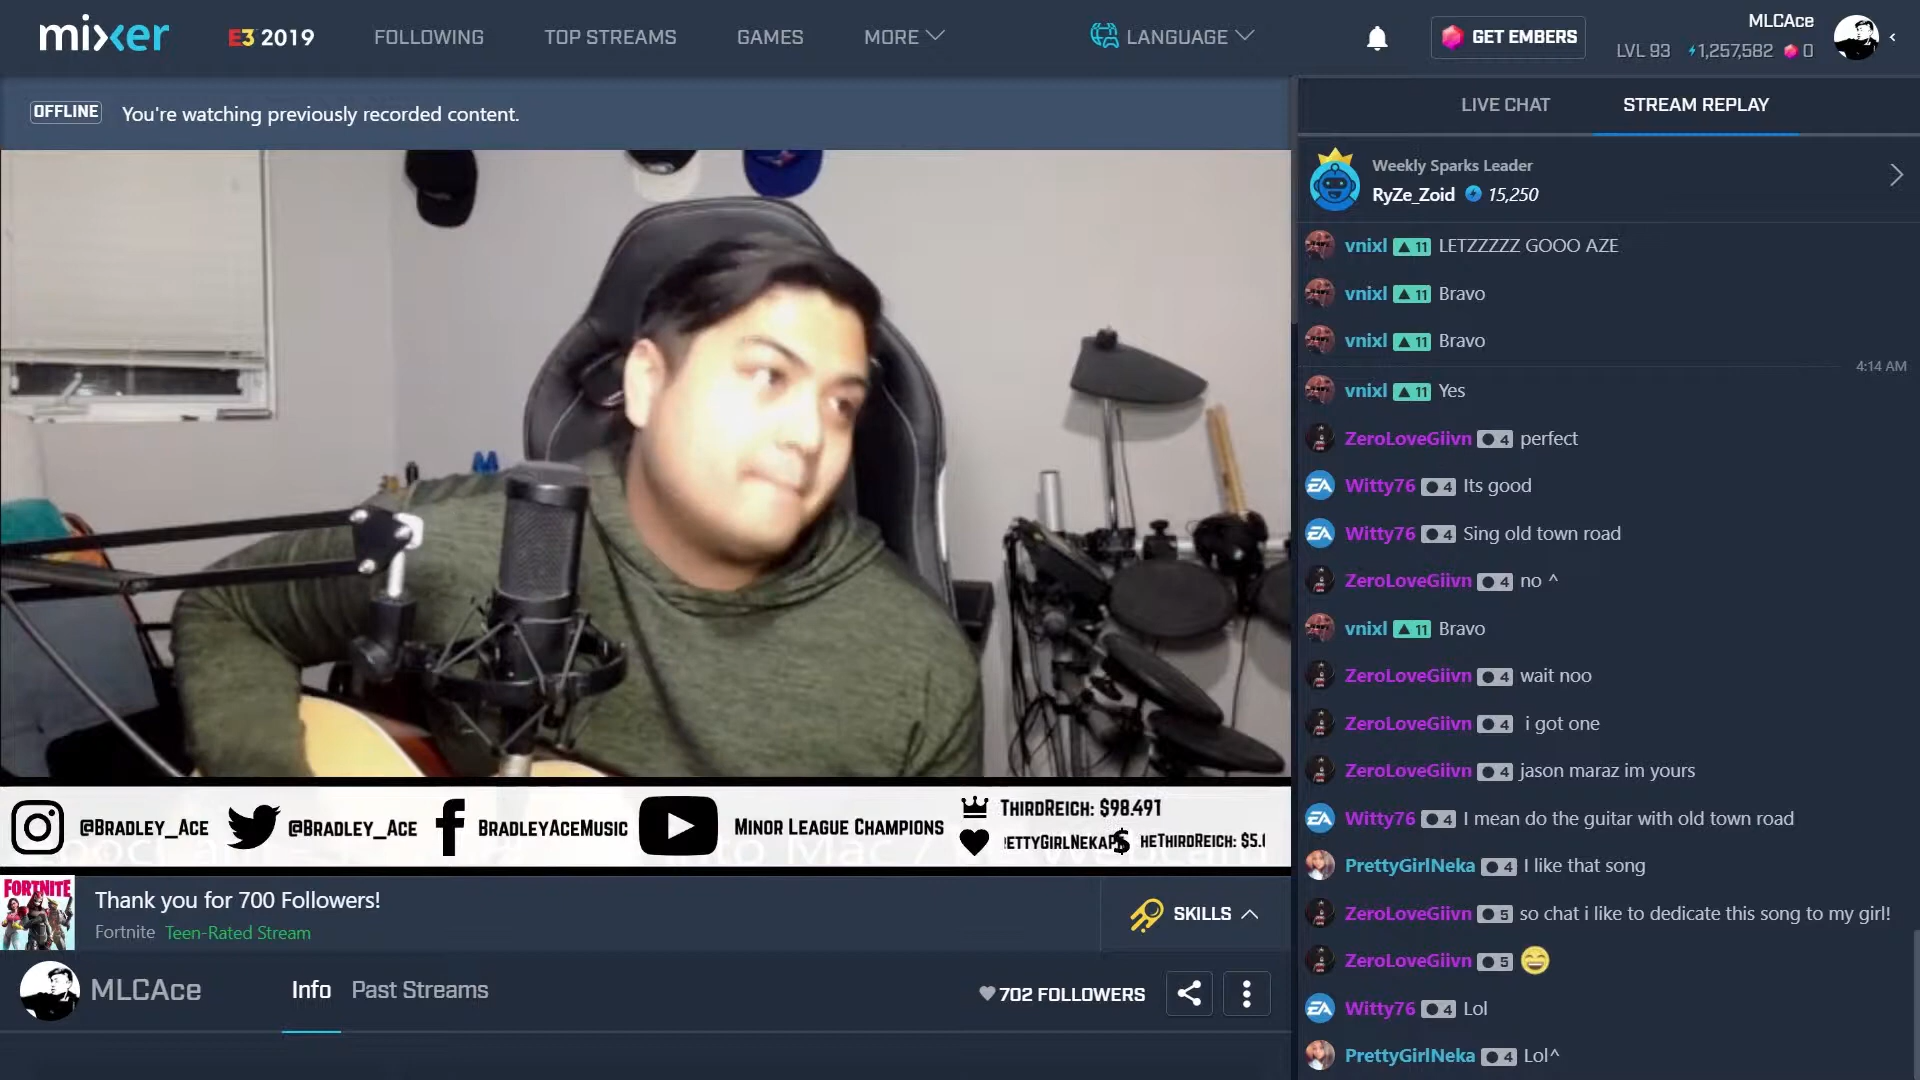 mixer
E3 2019
FOLLOWING
TOP STREAMS
GAMES
MORE
LANGUAGE
GET EMBERS
MLCAce
LVL 93 1,257,582 0
OFFLINE You're watching previously recorded content.
LIVE CHAT
STREAM REPLAY
Weekly Sparks Leader
RyZe_Zoid 15,250
vnixl 11 LETZZZZZ GOOO AZE
vnixl 11 Bravo
vnixl 11 Bravo
4:14 AM
vnixl 11 Yes
ZeroLoveGiivn 4 perfect
EA Witty76 4 Its good
EA Witty76 4 Sing old town road
ZeroLoveGiivn 4 no ^
vnixl 11 Bravo
ZeroLoveGiivn 4 wait noo
ZeroLoveGiivn 4 i got one
ZeroLoveGiivn 4 jason maraz im yours
EA Witty76 4 I mean do the guitar with old town road
PrettyGirlNeka 4 I like that song
ZeroLoveGiivn 5 so chat i like to dedicate this song to my girl!
ZeroLoveGiivn 5 😄
EA Witty76 4 Lol
PrettyGirlNeka 4 Lol^
@BRADLEY_ACE
@BRADLEY_ACE
BRADLEYACEMUSIC
MINOR LEAGUE CHAMPIONS
THIRDREICH: $98.491
ETTYGIRLNEKA
HETHIRDREICH: $5.
FORTNITE
Thank you for 700 Followers!
Fortnite Teen-Rated Stream
SKILLS
MLCAce
Info
Past Streams
702 FOLLOWERS